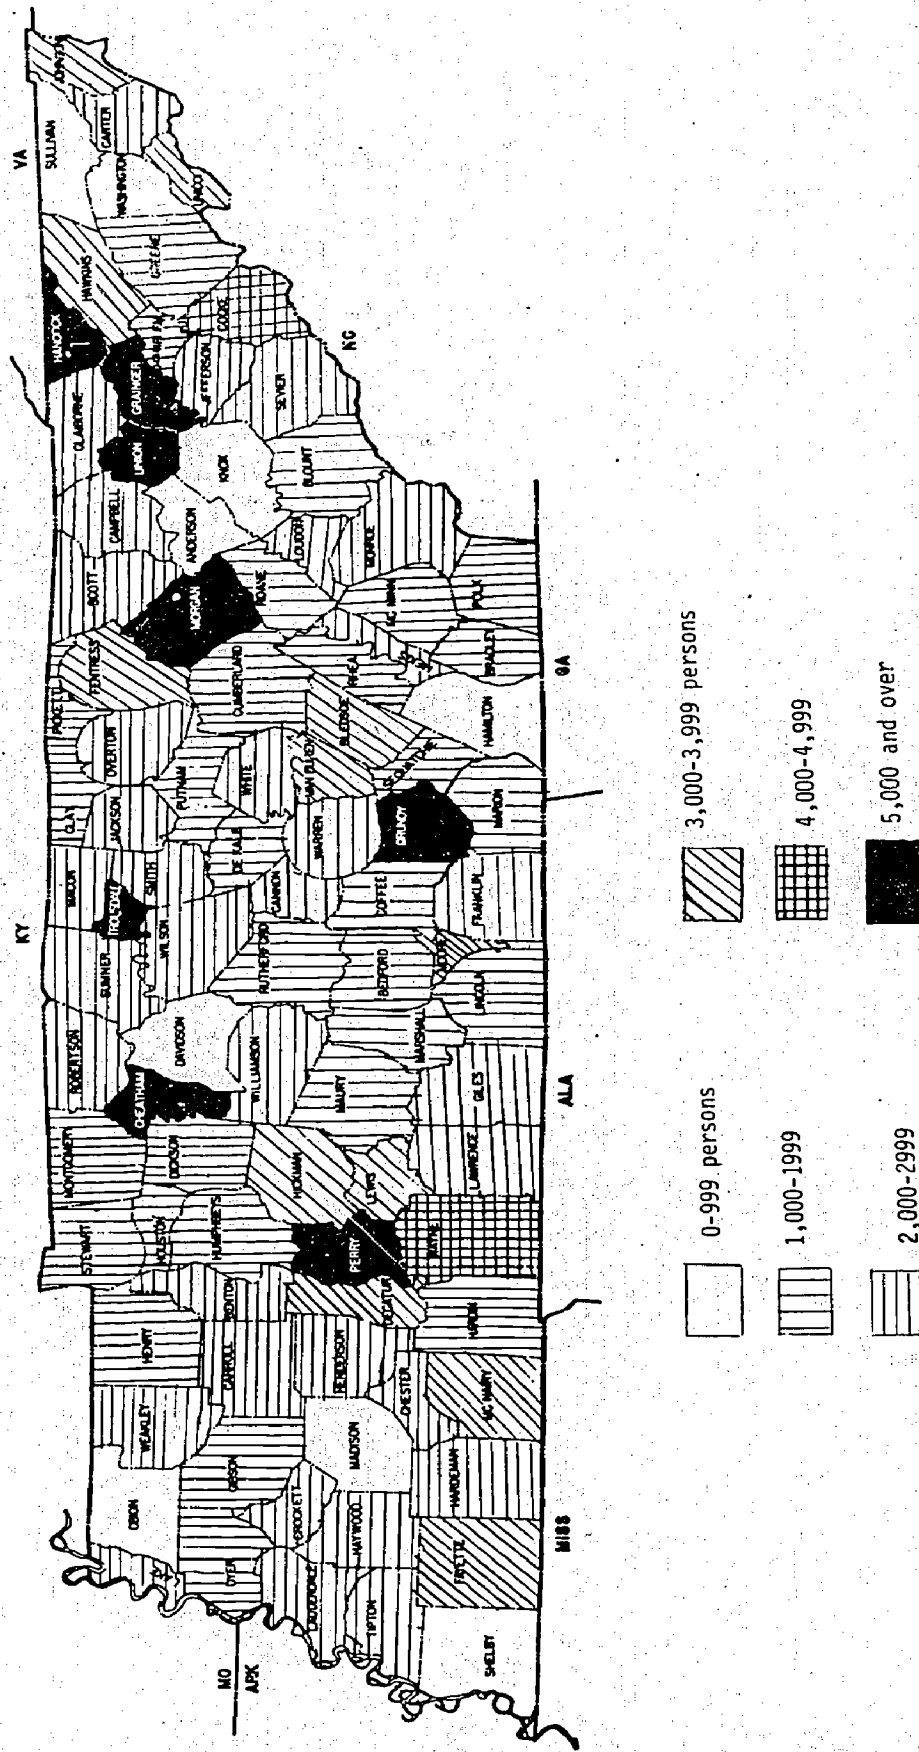 VA
KY
NC
GA
ALA
MISS
MO
ARK
JOHNSON
SULLIVAN
CARTER
WASHINGTON
UNICOI
GREENE
HAWKINS
HANCOCK
COCKE
GRAINGER
JEFFERSON
SEVIER
CLAIBORNE
UNION
KNOX
BLOUNT
CAMPBELL
ANDERSON
LOUDON
MONROE
SCOTT
MORGAN
ROANE
MC MINN
POLK
FENTRESS
CUMBERLAND
RHEA
BRADLEY
PICKETT
OVERTON
BLEDSOE
HAMILTON
PUTNAM
WHITE
VAN BUREN
CLAY
JACKSON
WARREN
GRUNDY
MARION
MACON
SMITH
DE KALB
CANNON
COFFEE
FRANKLIN
SUMNER
WILSON
RUTHERFORD
BEDFORD
MOORE
LINCOLN
ROBERTSON
DAVIDSON
WILLIAMSON
MARSHALL
CHEATHAM
MAURY
GILES
MONTGOMERY
DICKSON
HICKMAN
LEWIS
LAWRENCE
STEWART
HOUSTON
HUMPHREYS
PERRY
WAYNE
HENRY
BENTON
DECATUR
HARDIN
WEAKLEY
CARROLL
HENDERSON
CHESTER
MC NAIRY
OBION
GIBSON
MADISON
HARDEMAN
DYER
CROCKETT
HAYWOOD
FAYETTE
LAUDERDALE
TIPTON
SHELBY
0-999 persons
1,000-1999
2,000-2999
3,000-3,999 persons
4,000-4,999
5,000 and over